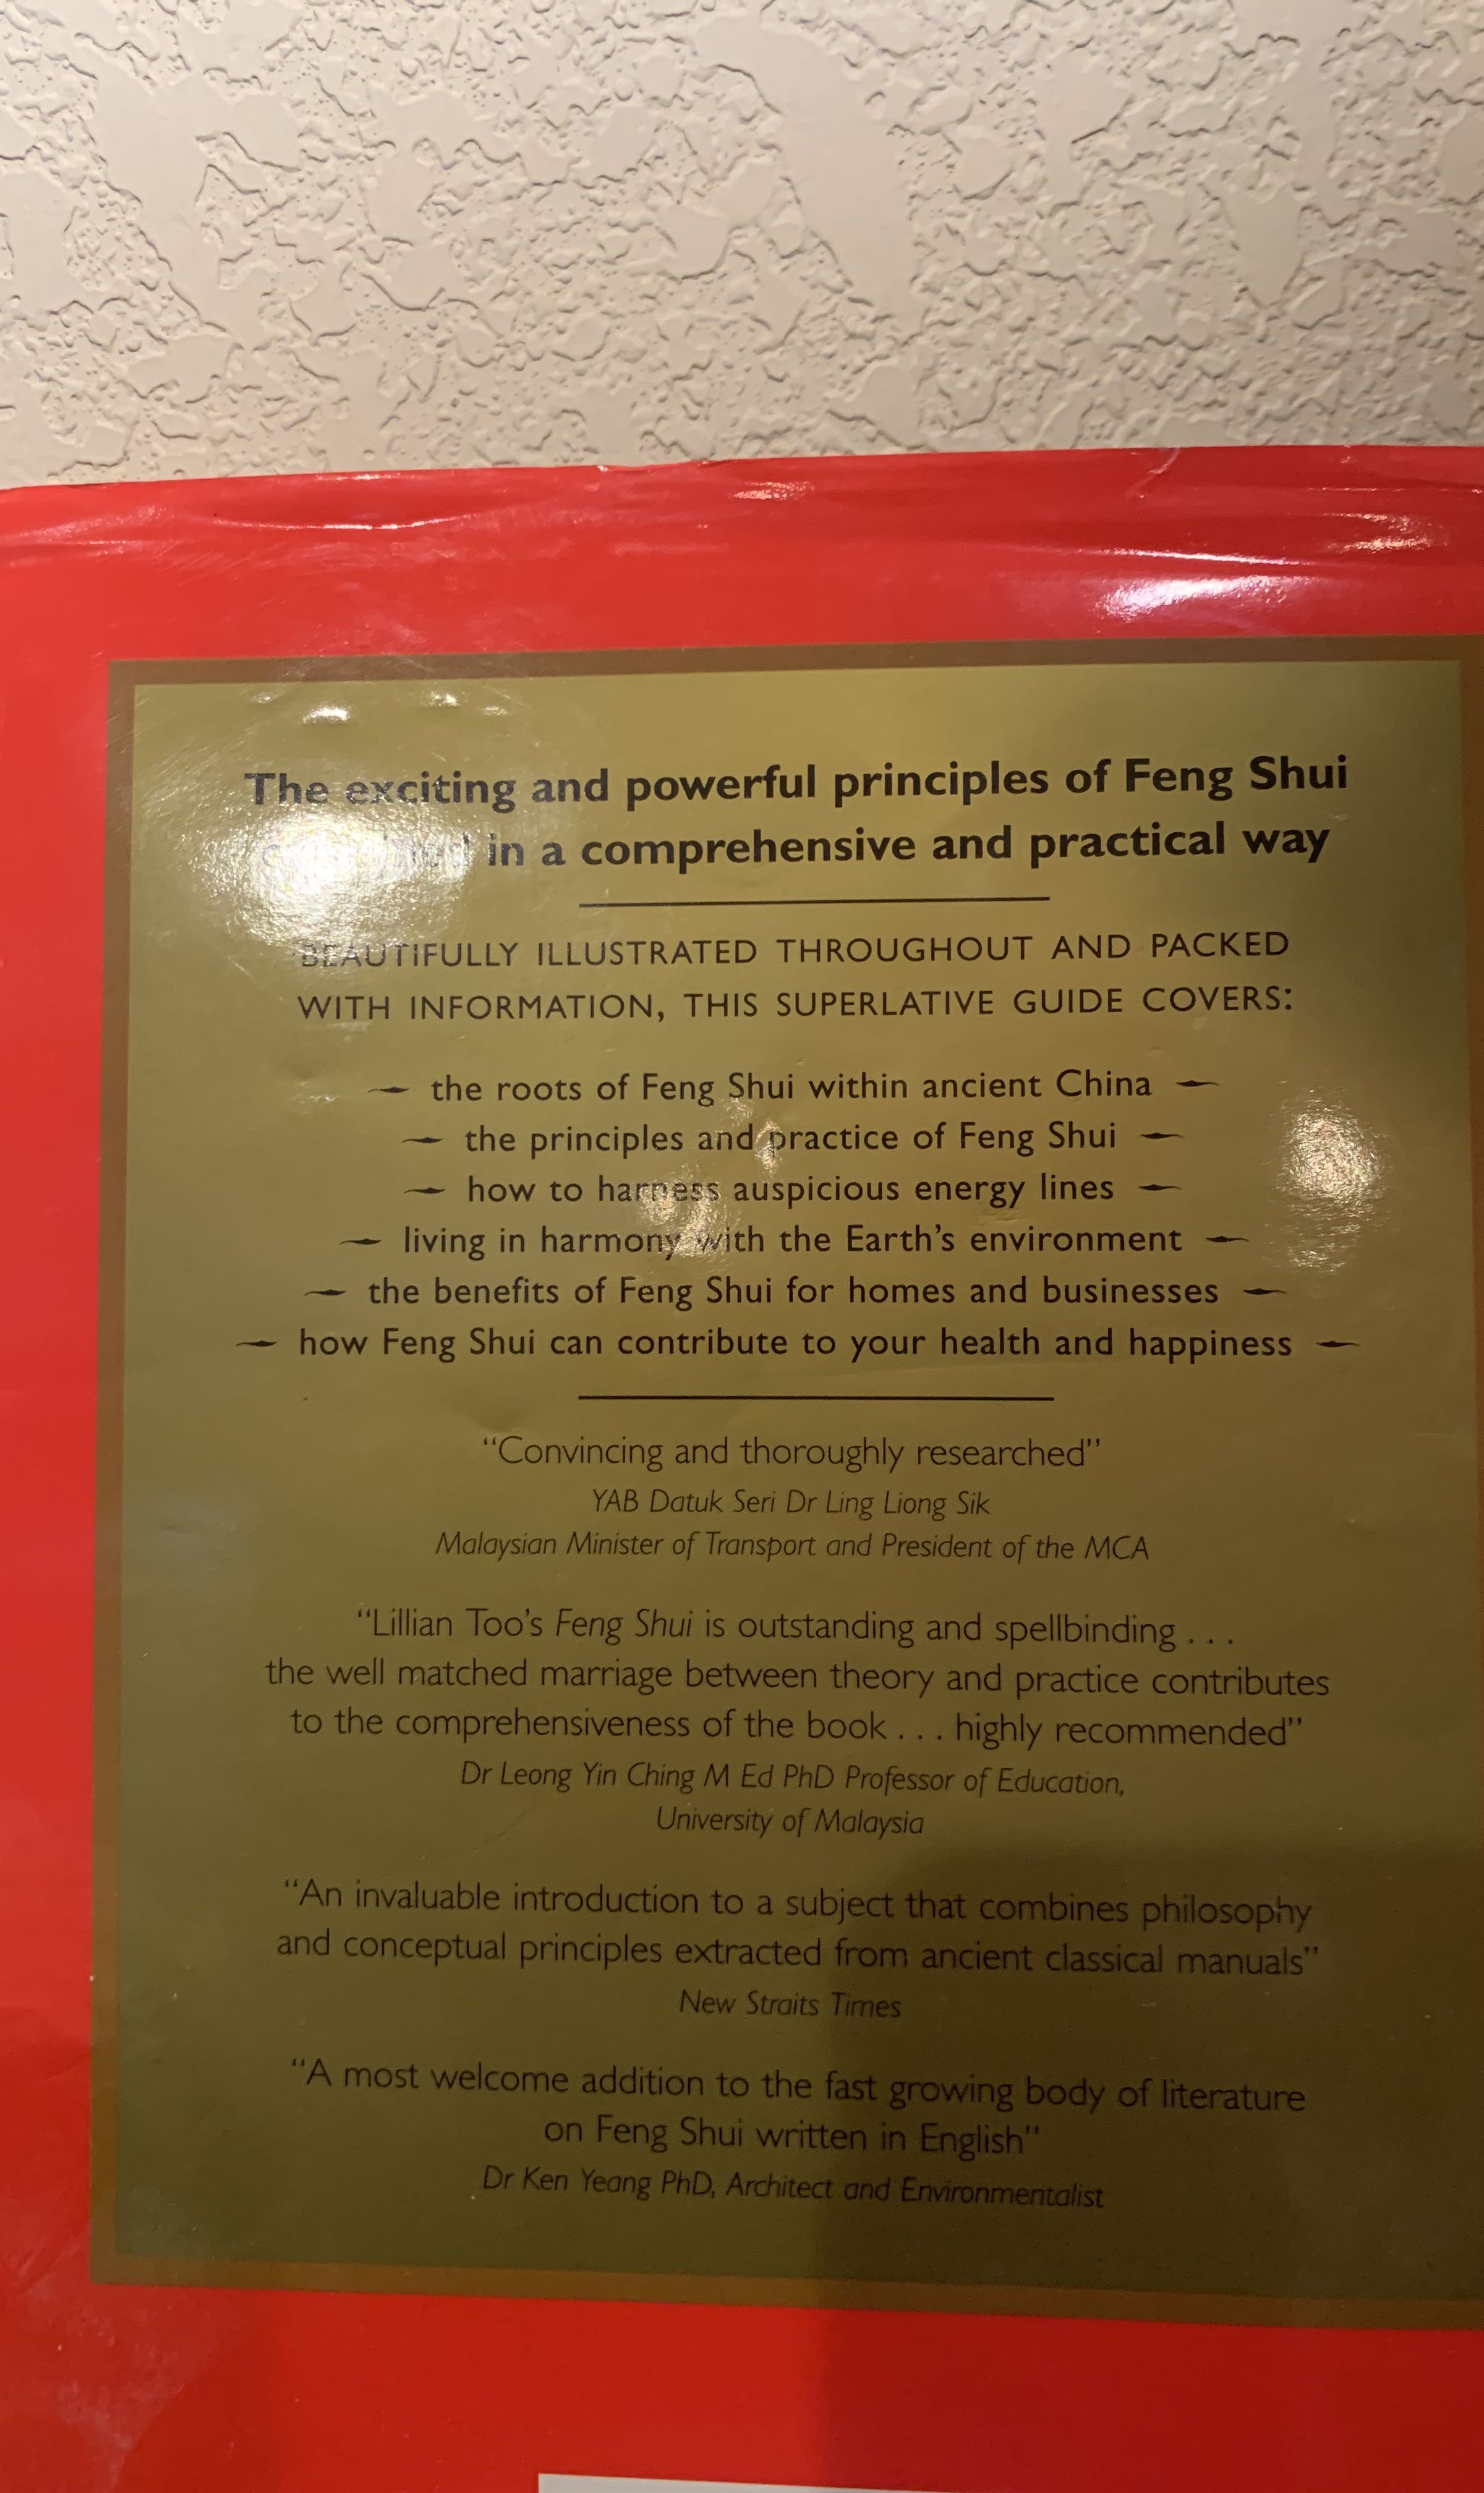 The exciting and powerful principles of Feng Shui
in a comprehensive and practical way
BEAUTIFULLY ILLUSTRATED THROUGHOUT AND PACKED
WITH INFORMATION, THIS SUPERLATIVE GUIDE COVERS:
the roots of Feng Shui within ancient China
the principles and practice of Feng Shui
how to harness auspicious energy lines
living in harmony with the Earth's environment
the benefits of Feng Shui for homes and businesses
how Feng Shui can contribute to your health and happiness
"Convincing and thoroughly researched"
YAB Datuk Seri Dr Ling Liong Sik
Malaysian Minister of Transport and President of the MCA
"Lillian Too's Feng Shui is outstanding and spellbinding . . .
the well matched marriage between theory and practice contributes
to the comprehensiveness of the book . . . highly recommended"
Dr Leong Yin Ching M Ed PhD Professor of Education,
University of Malaysia
"An invaluable introduction to a subject that combines philosophy
and conceptual principles extracted from ancient classical manuals"
New Straits Times
"A most welcome addition to the fast growing body of literature
on Feng Shui written in English"
Dr Ken Yeang PhD, Architect and Environmentalist